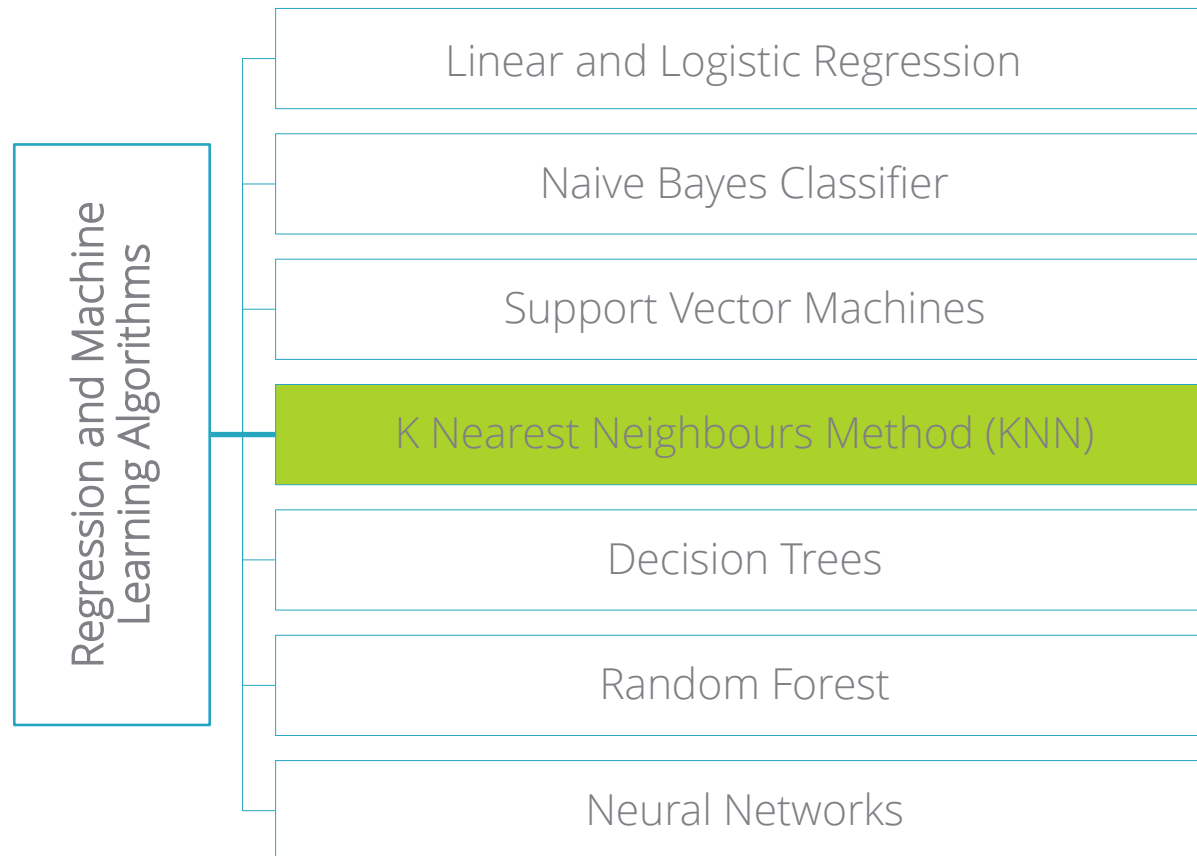 Regression and Machine
Learning Algorithms
Linear and Logistic Regression
Naive Bayes Classifier
Support Vector Machines
K Nearest Neighbours Method (KNN)
Decision Trees
Random Forest
Neural Networks